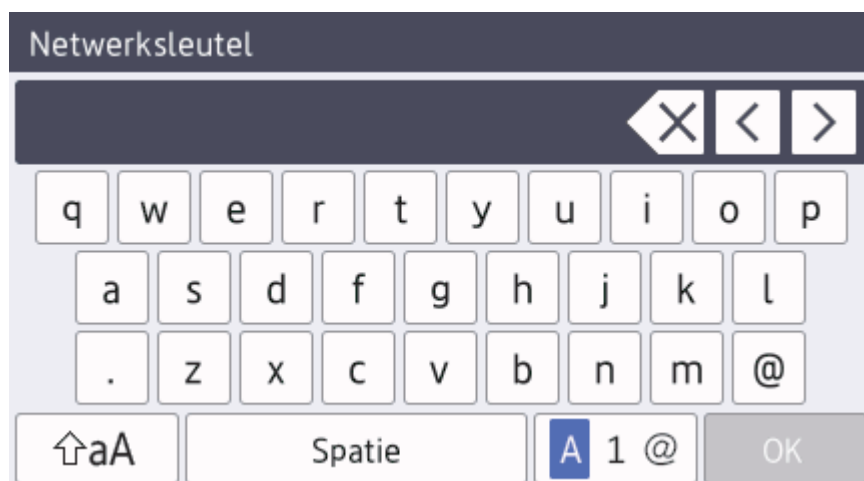 Netwerksleutel
q w e r t y u i o p
a s d f g h j k l
. z x c v b n m @
aA Spatie A 1 @ OK